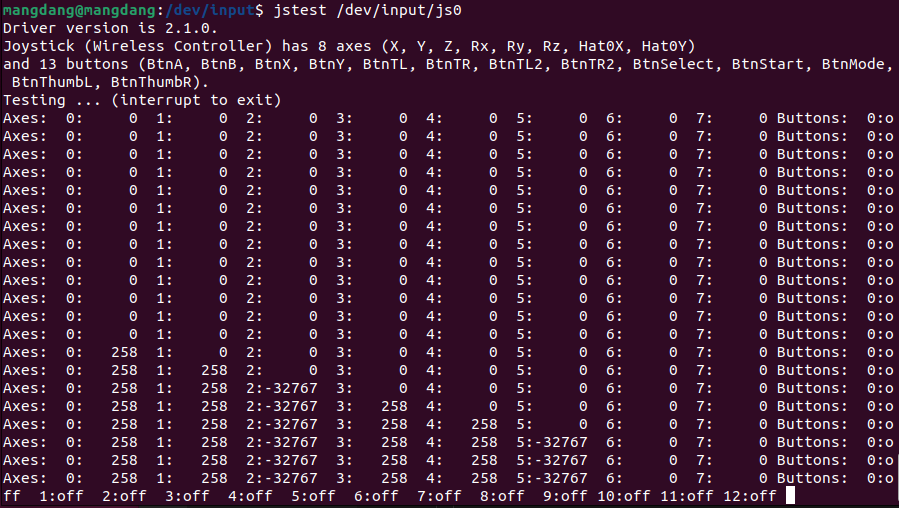 mangdang@mangdang:/dev/input$ jstest /dev/input/js0
Driver version is 2.1.0.
Joystick (Wireless Controller) has 8 axes (X, Y, Z, Rx, Ry, Rz, Hat0X, Hat0Y)
and 13 buttons (BtnA, BtnB, BtnX, BtnY, BtnTL, BtnTR, BtnTL2, BtnTR2, BtnSelect, BtnStart, BtnMode,
 BtnThumbL, BtnThumbR).
Testing ... (interrupt to exit)
Axes:  0:     0  1:     0  2:     0  3:     0  4:     0  5:     0  6:     0  7:     0 Buttons:  0:o
Axes:  0:     0  1:     0  2:     0  3:     0  4:     0  5:     0  6:     0  7:     0 Buttons:  0:o
Axes:  0:     0  1:     0  2:     0  3:     0  4:     0  5:     0  6:     0  7:     0 Buttons:  0:o
Axes:  0:     0  1:     0  2:     0  3:     0  4:     0  5:     0  6:     0  7:     0 Buttons:  0:o
Axes:  0:     0  1:     0  2:     0  3:     0  4:     0  5:     0  6:     0  7:     0 Buttons:  0:o
Axes:  0:     0  1:     0  2:     0  3:     0  4:     0  5:     0  6:     0  7:     0 Buttons:  0:o
Axes:  0:     0  1:     0  2:     0  3:     0  4:     0  5:     0  6:     0  7:     0 Buttons:  0:o
Axes:  0:     0  1:     0  2:     0  3:     0  4:     0  5:     0  6:     0  7:     0 Buttons:  0:o
Axes:  0:     0  1:     0  2:     0  3:     0  4:     0  5:     0  6:     0  7:     0 Buttons:  0:o
Axes:  0:     0  1:     0  2:     0  3:     0  4:     0  5:     0  6:     0  7:     0 Buttons:  0:o
Axes:  0:     0  1:     0  2:     0  3:     0  4:     0  5:     0  6:     0  7:     0 Buttons:  0:o
Axes:  0:     0  1:     0  2:     0  3:     0  4:     0  5:     0  6:     0  7:     0 Buttons:  0:o
Axes:  0:     0  1:     0  2:     0  3:     0  4:     0  5:     0  6:     0  7:     0 Buttons:  0:o
Axes:  0:   258  1:     0  2:     0  3:     0  4:     0  5:     0  6:     0  7:     0 Buttons:  0:o
Axes:  0:   258  1:   258  2:     0  3:     0  4:     0  5:     0  6:     0  7:     0 Buttons:  0:o
Axes:  0:   258  1:   258  2:-32767  3:     0  4:     0  5:     0  6:     0  7:     0 Buttons:  0:o
Axes:  0:   258  1:   258  2:-32767  3:   258  4:     0  5:     0  6:     0  7:     0 Buttons:  0:o
Axes:  0:   258  1:   258  2:-32767  3:   258  4:   258  5:     0  6:     0  7:     0 Buttons:  0:o
Axes:  0:   258  1:   258  2:-32767  3:   258  4:   258  5:-32767  6:     0  7:     0 Buttons:  0:o
Axes:  0:   258  1:   258  2:-32767  3:   258  4:   258  5:-32767  6:     0  7:     0 Buttons:  0:o
Axes:  0:   258  1:   258  2:-32767  3:   258  4:   258  5:-32767  6:     0  7:     0 Buttons:  0:o
ff  1:off  2:off  3:off  4:off  5:off  6:off  7:off  8:off  9:off 10:off 11:off 12:off